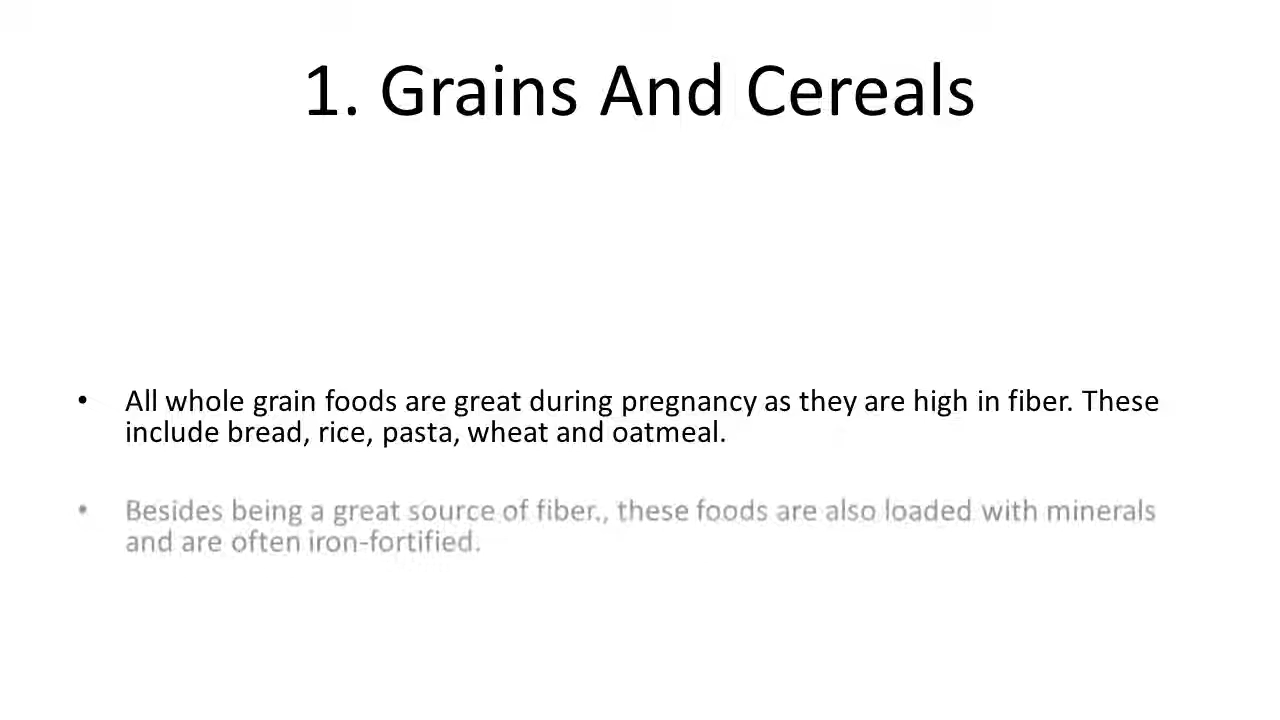 1. Grains And Cereals
• All whole grain foods are great during pregnancy as they are high in fiber. These
include bread, rice, pasta, wheat and oatmeal.
• Besides being a great source of fiber., these foods are also loaded with minerals
and are often iron-fortified.